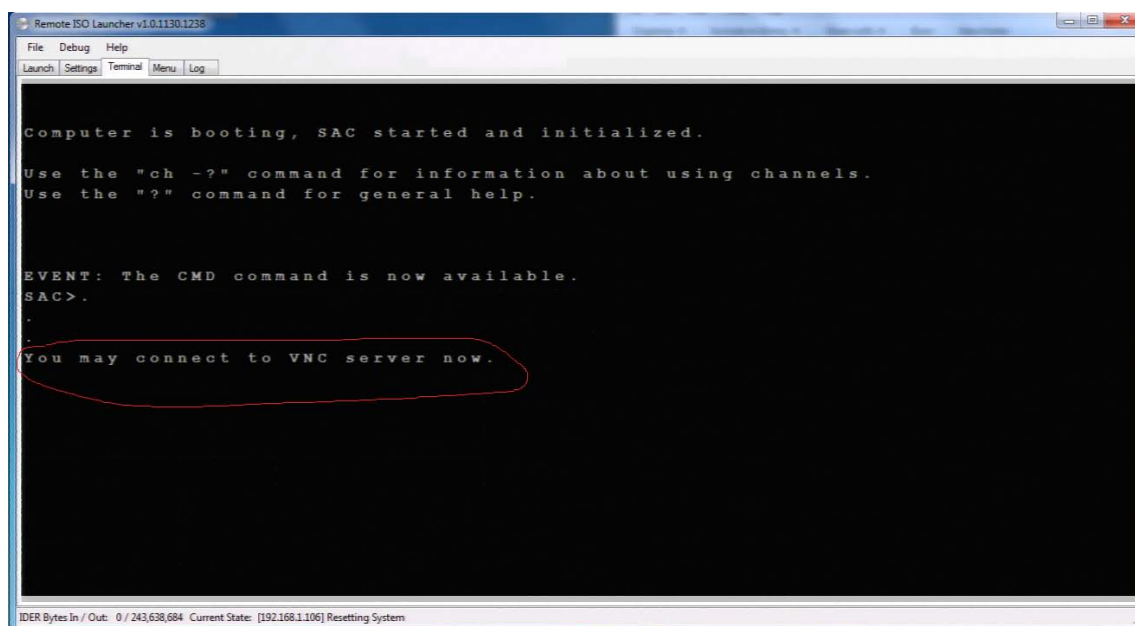 Remote ISO Launcher v1.0.1130.1238
File Debug Help
Launch Settings Terminal Menu Log
Computer is booting, SAC started and initialized.
Use the "ch -?" command for information about using channels.
Use the "?" command for general help.
EVENT: The CMD command is now available.
SAC>.
.
.
You may connect to VNC server now.
IDER Bytes In / Out: 0 / 243,638,684 Current State: [192.168.1.106] Resetting System